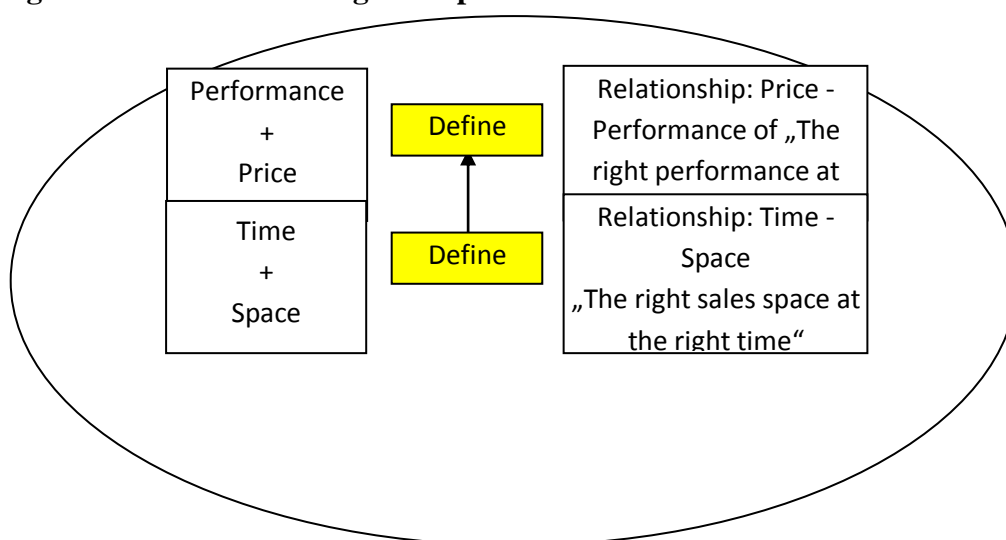 Performance
+
Price
Define
Relationship: Price -
Performance of „The
right performance at
Time
+
Space
Define
Relationship: Time -
Space
„The right sales space at
the right time“